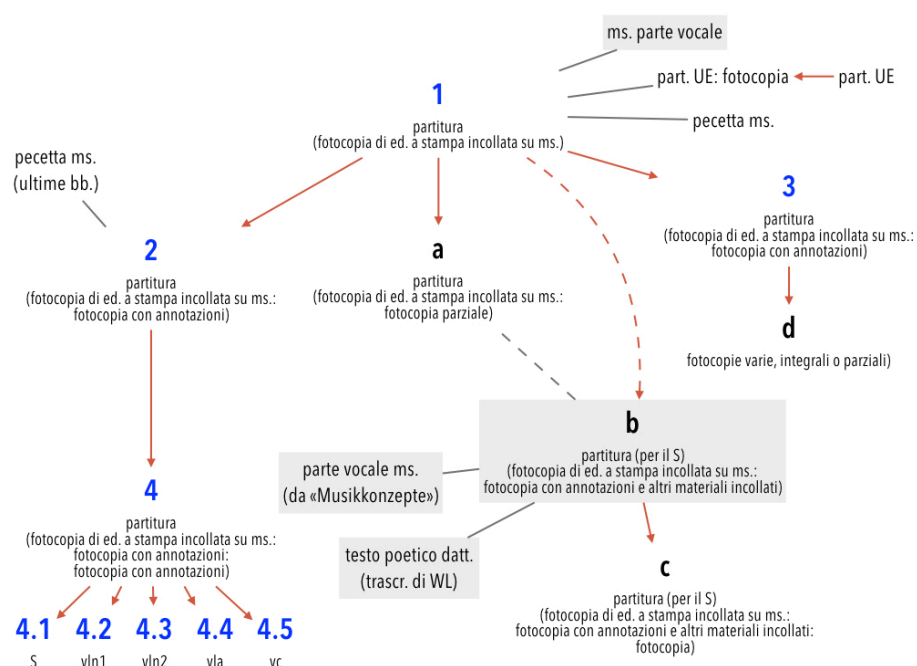 ms. parte vocale
part. UE: fotocopia
part. UE
1
partitura
(fotocopia di ed. a stampa incollata su ms.)
pecetta ms.
pecetta ms.
(ultime bb.)
3
partitura
(fotocopia di ed. a stampa incollata su ms.:
fotocopia con annotazioni)
2
partitura
(fotocopia di ed. a stampa incollata su ms.:
fotocopia con annotazioni)
a
partitura
(fotocopia di ed. a stampa incollata su ms.:
fotocopia parziale)
d
fotocopie varie, integrali o parziali)
b
partitura (per il S)
(fotocopia di ed. a stampa incollata su ms.:
fotocopia con annotazioni e altri materiali incollati)
parte vocale ms.
(da «Musikkonzepte»)
4
partitura
(fotocopia di ed. a stampa incollata su ms.:
fotocopia con annotazioni:
fotocopia con annotazioni)
testo poetico datt.
(trascr. di WL)
c
partitura (per il S)
(fotocopia di ed. a stampa incollata su ms.:
fotocopia con annotazioni e altri materiali incollati:
fotocopia)
4.1 4.2 4.3 4.4 4.5
S vln1 vln2 vla vc